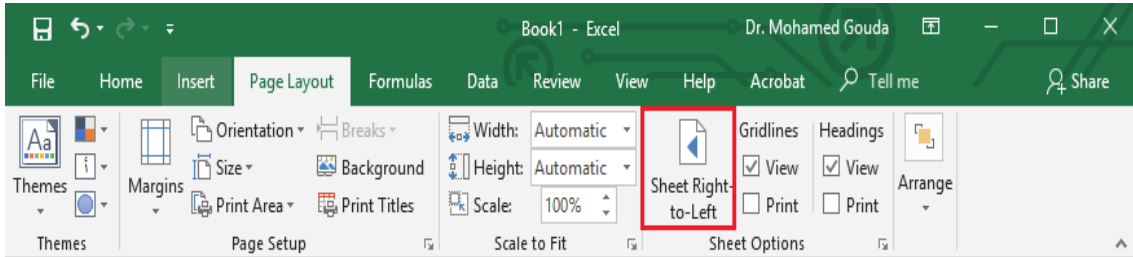 Book1 - Excel Dr. Mohamed Gouda
File Home Insert Page Layout Formulas Data Review View Help Acrobat Tell me Share
Aa Orientation Breaks Width: Automatic Gridlines Headings
Size Background Height: Automatic View View
Themes Margins Print Area Print Titles Scale: 100% Sheet Right-to-Left Print Print Arrange
Themes Page Setup Scale to Fit Sheet Options